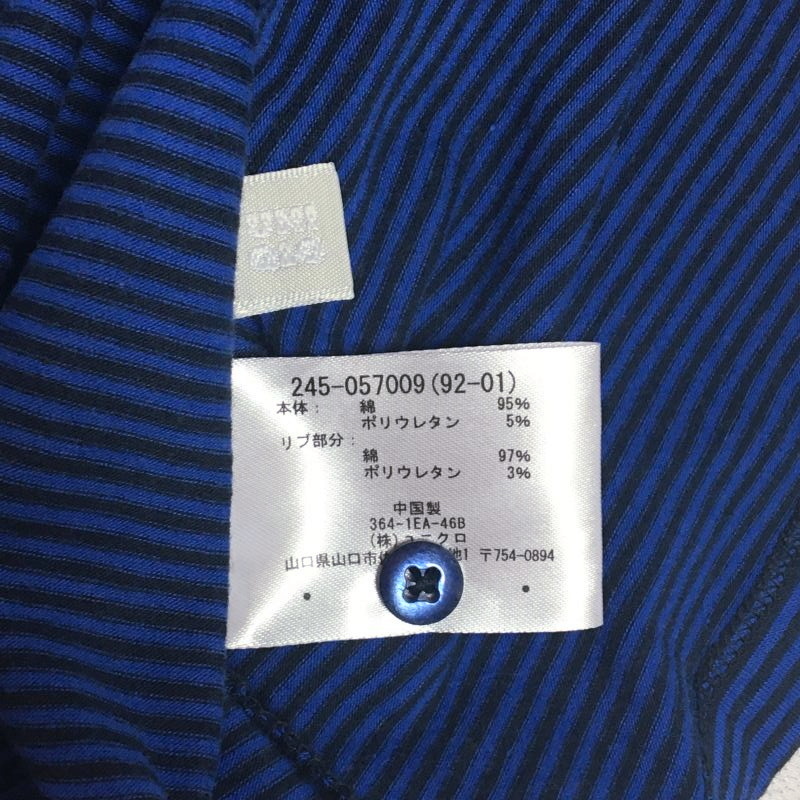 245-057009(92-01)
本体： 綿 95%
ポリウレタン 5%
リブ部分：
綿 97%
ポリウレタン 3%
中国製
364-1EA-46B
(株)ユニクロ
山口県山口市 地1 〒754-0894